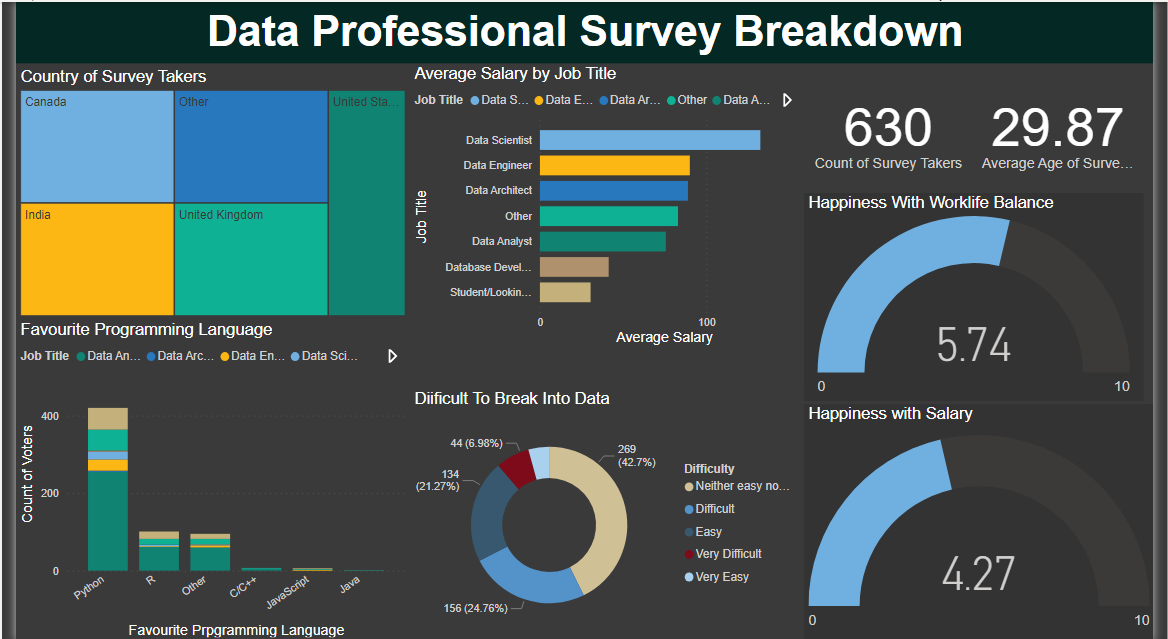 Data Professional Survey Breakdown
Country of Survey Takers
Canada
Other
United Sta...
India
United Kingdom
Average Salary by Job Title
Job Title Data S... Data E... Data Ar... Other Data A...
Job Title
Data Scientist
Data Engineer
Data Architect
Other
Data Analyst
Database Devel...
Student/Lookin...
0 100
Average Salary
630
Count of Survey Takers
29.87
Average Age of Surve...
Happiness With Worklife Balance
5.74
0 10
Favourite Programming Language
Job Title Data An... Data Arc... Data En... Data Sci...
Count of Voters
400
200
0
Python
R
Other
C/C++
JavaScript
Java
Favourite Prpgramming Language
Diificult To Break Into Data
44 (6.98%)
269
(42.7%)
134
(21.27%)
156 (24.76%)
Difficulty
Neither easy no...
Difficult
Easy
Very Difficult
Very Easy
Happiness with Salary
4.27
0 10